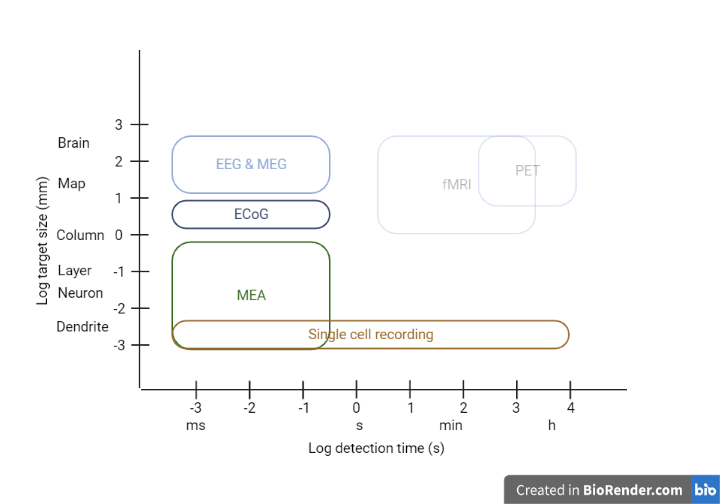 3
Brain
2
EEG & MEG
PET
Map
fMRI
1
ECoG
Column 0
Log target size (mm)
Layer -1
Neuron
MEA
-2
Dendrite
Single cell recording
-3
-3 -2 -1 0 1 2 3 4
ms s min h
Log detection time (s)
Created in BioRender.com bio